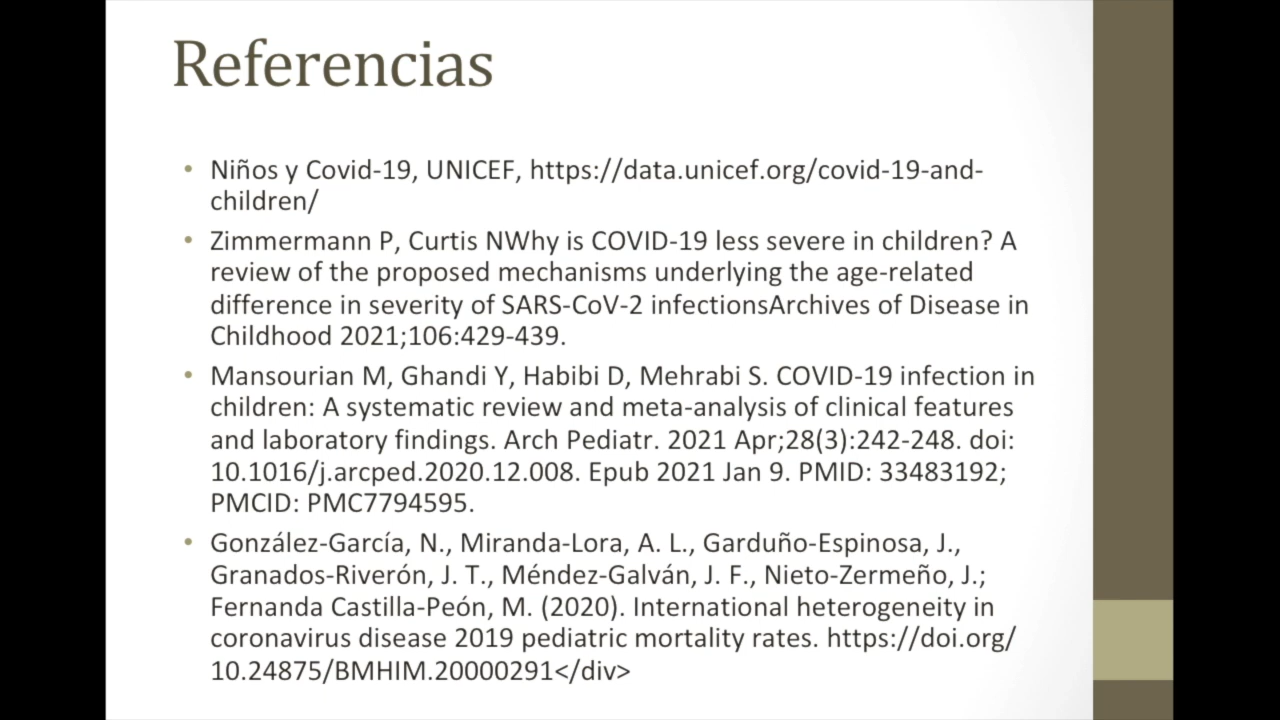 Referencias
• Niños y Covid-19, UNICEF, https://data.unicef.org/covid-19-and-
children/
• Zimmermann P, Curtis NWhy is COVID-19 less severe in children? A
review of the proposed mechanisms underlying the age-related
difference in severity of SARS-CoV-2 infectionsArchives of Disease in
Childhood 2021;106:429-439.
• Mansourian M, Ghandi Y, Habibi D, Mehrabi S. COVID-19 infection in
children: A systematic review and meta-analysis of clinical features
and laboratory findings. Arch Pediatr. 2021 Apr;28(3):242-248. doi:
10.1016/j.arcped.2020.12.008. Epub 2021 Jan 9. PMID: 33483192;
PMCID: PMC7794595.
• González-García, N., Miranda-Lora, A. L., Garduño-Espinosa, J.,
Granados-Riverón, J. T., Méndez-Galván, J. F., Nieto-Zermeño, J.;
Fernanda Castilla-Peón, M. (2020). International heterogeneity in
coronavirus disease 2019 pediatric mortality rates. https://doi.org/
10.24875/BMHIM.20000291</div>